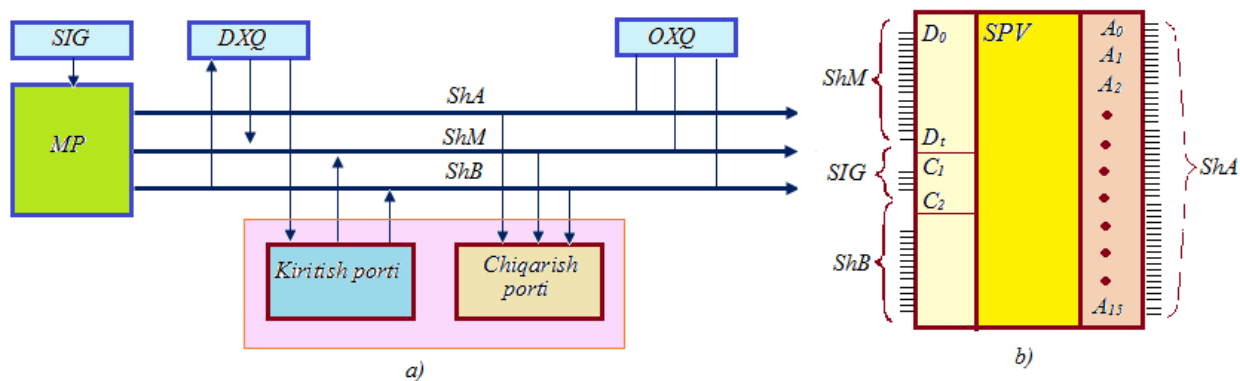 SIG
DXQ
OXQ
MP
ShA
ShM
ShB
Kiritish porti
Chiqarish
porti
a)
ShM
SIG
ShB
D0
Dt
C1
C2
SPV
A0
A1
A2
A15
ShA
b)